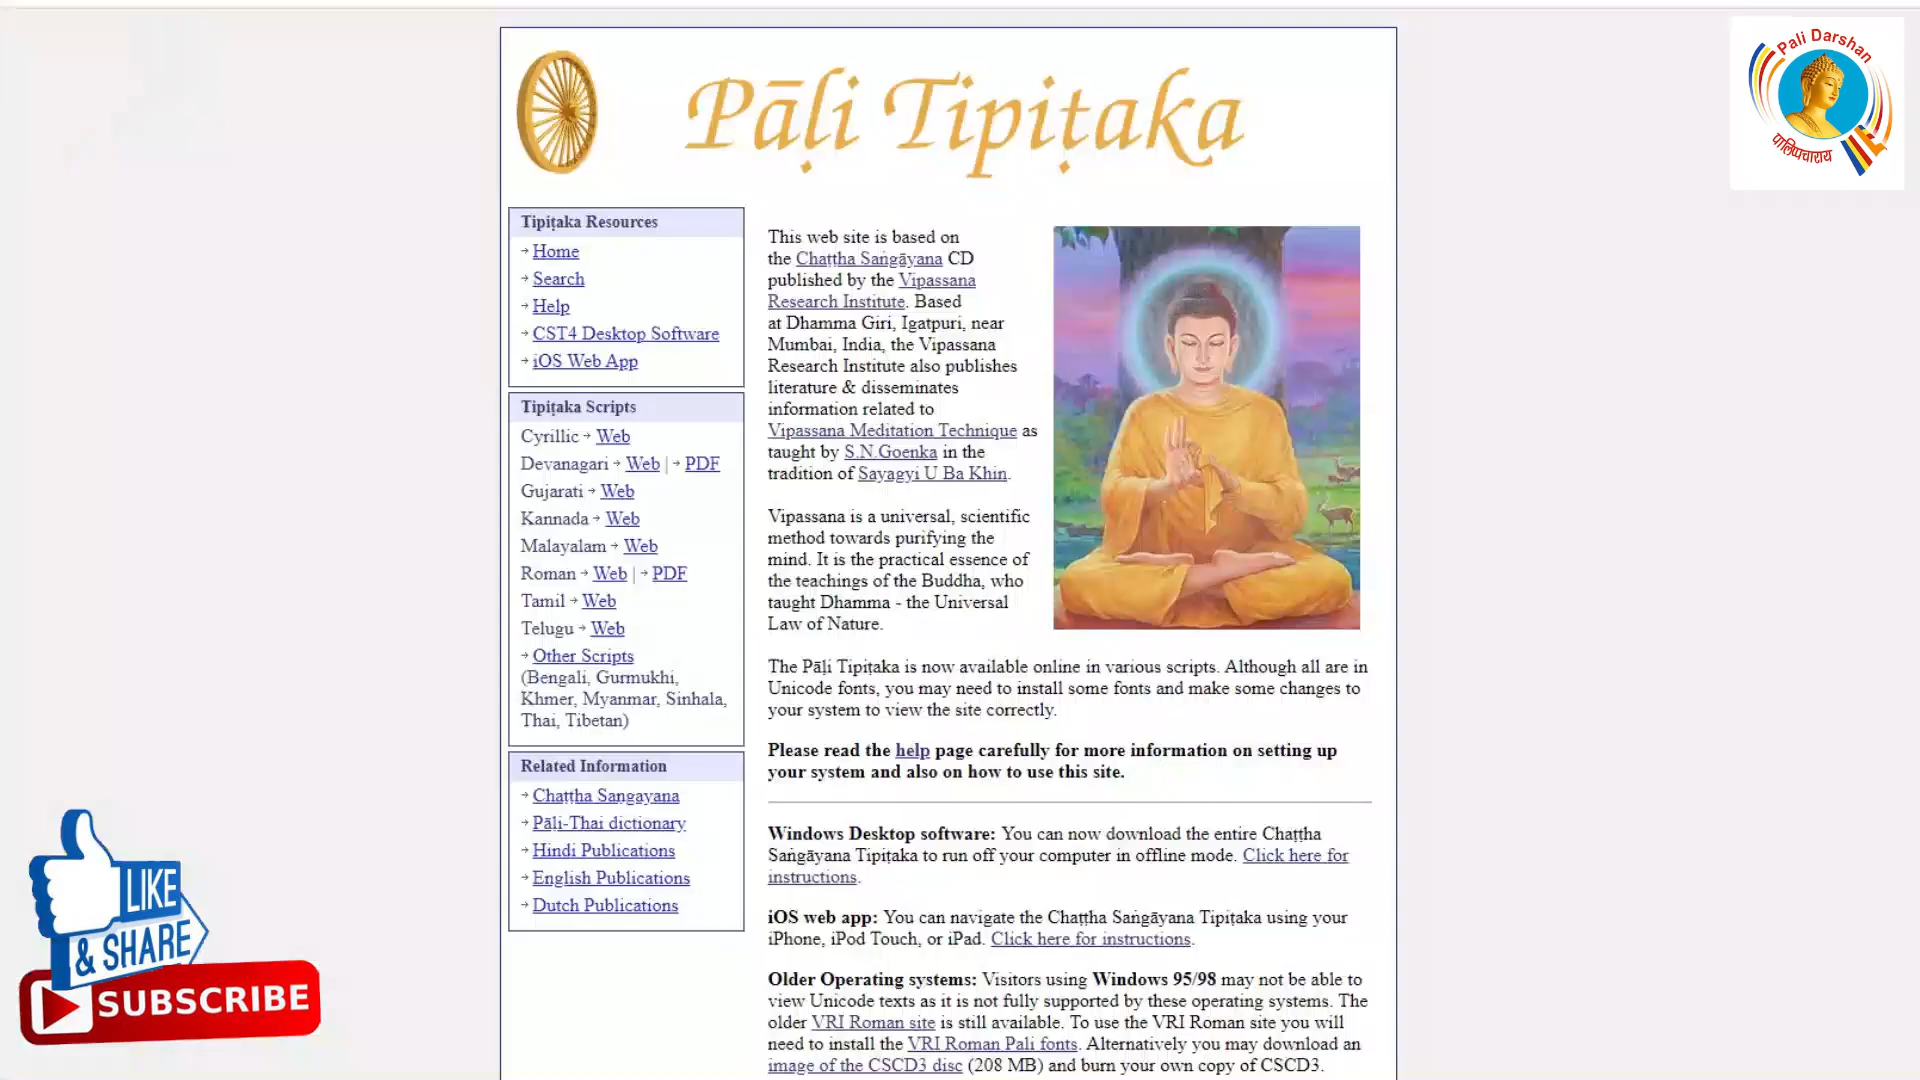 Pāḷi Tipiṭaka
Pali Darshan
पालिप्पचाराय
Tipiṭaka Resources
Home
Search
Help
CST4 Desktop Software
iOS Web App
Tipiṭaka Scripts
Cyrillic Web
Devanagari Web | PDF
Gujarati Web
Kannada Web
Malayalam Web
Roman Web | PDF
Tamil Web
Telugu Web
Other Scripts
(Bengali, Gurmukhi,
Khmer, Myanmar, Sinhala,
Thai, Tibetan)
Related Information
Chaṭṭha Saṅgāyana
Pāḷi-Thai dictionary
Hindi Publications
English Publications
Dutch Publications
This web site is based on
the Chaṭṭha Saṅgāyana CD
published by the Vipassana
Research Institute. Based
at Dhamma Giri, Igatpuri, near
Mumbai, India, the Vipassana
Research Institute also publishes
literature & disseminates
information related to
Vipassana Meditation Technique as
taught by S.N.Goenka in the
tradition of Sayagyi U Ba Khin.
Vipassana is a universal, scientific
method towards purifying the
mind. It is the practical essence of
the teachings of the Buddha, who
taught Dhamma - the Universal
Law of Nature.
The Pāḷi Tipiṭaka is now available online in various scripts. Although all are in
Unicode fonts, you may need to install some fonts and make some changes to
your system to view the site correctly.
Please read the help page carefully for more information on setting up
your system and also on how to use this site.
Windows Desktop software: You can now download the entire Chaṭṭha
Saṅgāyana Tipiṭaka to run off your computer in offline mode. Click here for
instructions.
iOS web app: You can navigate the Chaṭṭha Saṅgāyana Tipiṭaka using your
iPhone, iPod Touch, or iPad. Click here for instructions.
Older Operating systems: Visitors using Windows 95/98 may not be able to
view Unicode texts as it is not fully supported by these operating systems. The
older VRI Roman site is still available. To use the VRI Roman site you will
need to install the VRI Roman Pali fonts. Alternatively you may download an
image of the CSCD3 disc (208 MB) and burn your own copy of CSCD3.
LIKE
& SHARE
SUBSCRIBE